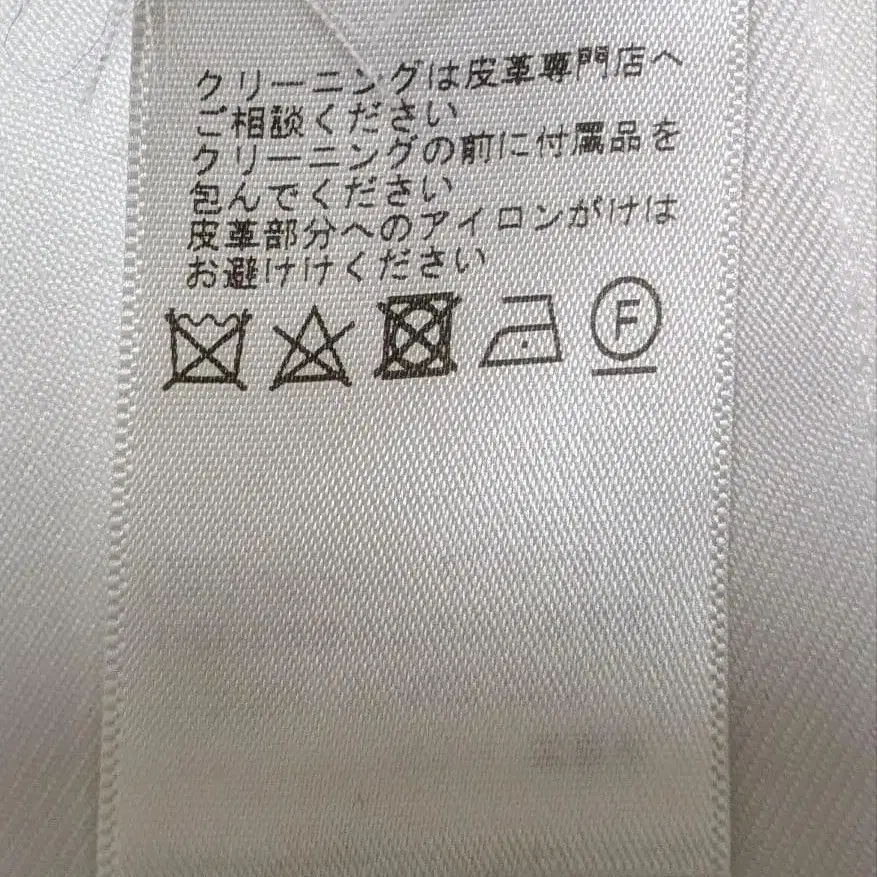 クリーニングは皮革専門店へ
ご相談ください
クリーニングの前に付属品を
包んでください
皮革部分へのアイロンがけは
お避けけください
F